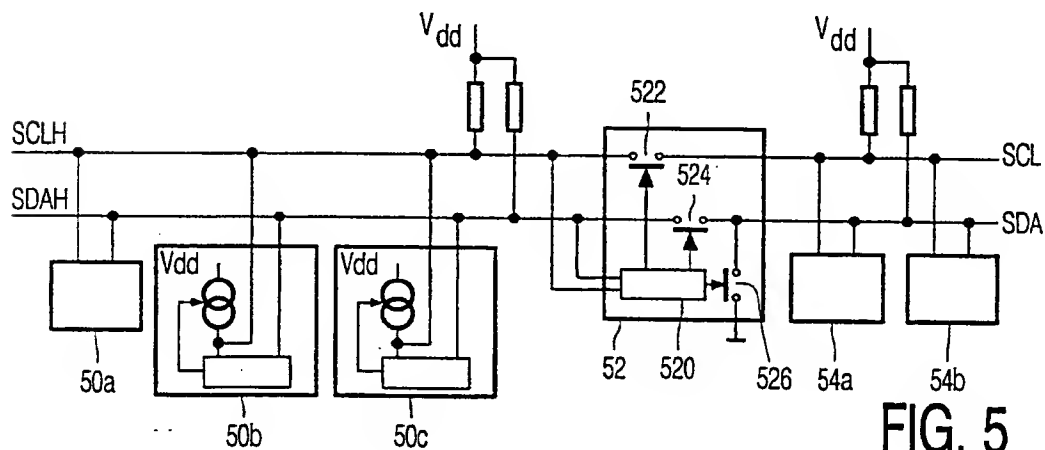 Vdd
Vdd
522
SCLH
SCL
524
SDAH
SDA
Vdd
Vdd
50a
52
520
526
54a
54b
50b
50c
FIG. 5